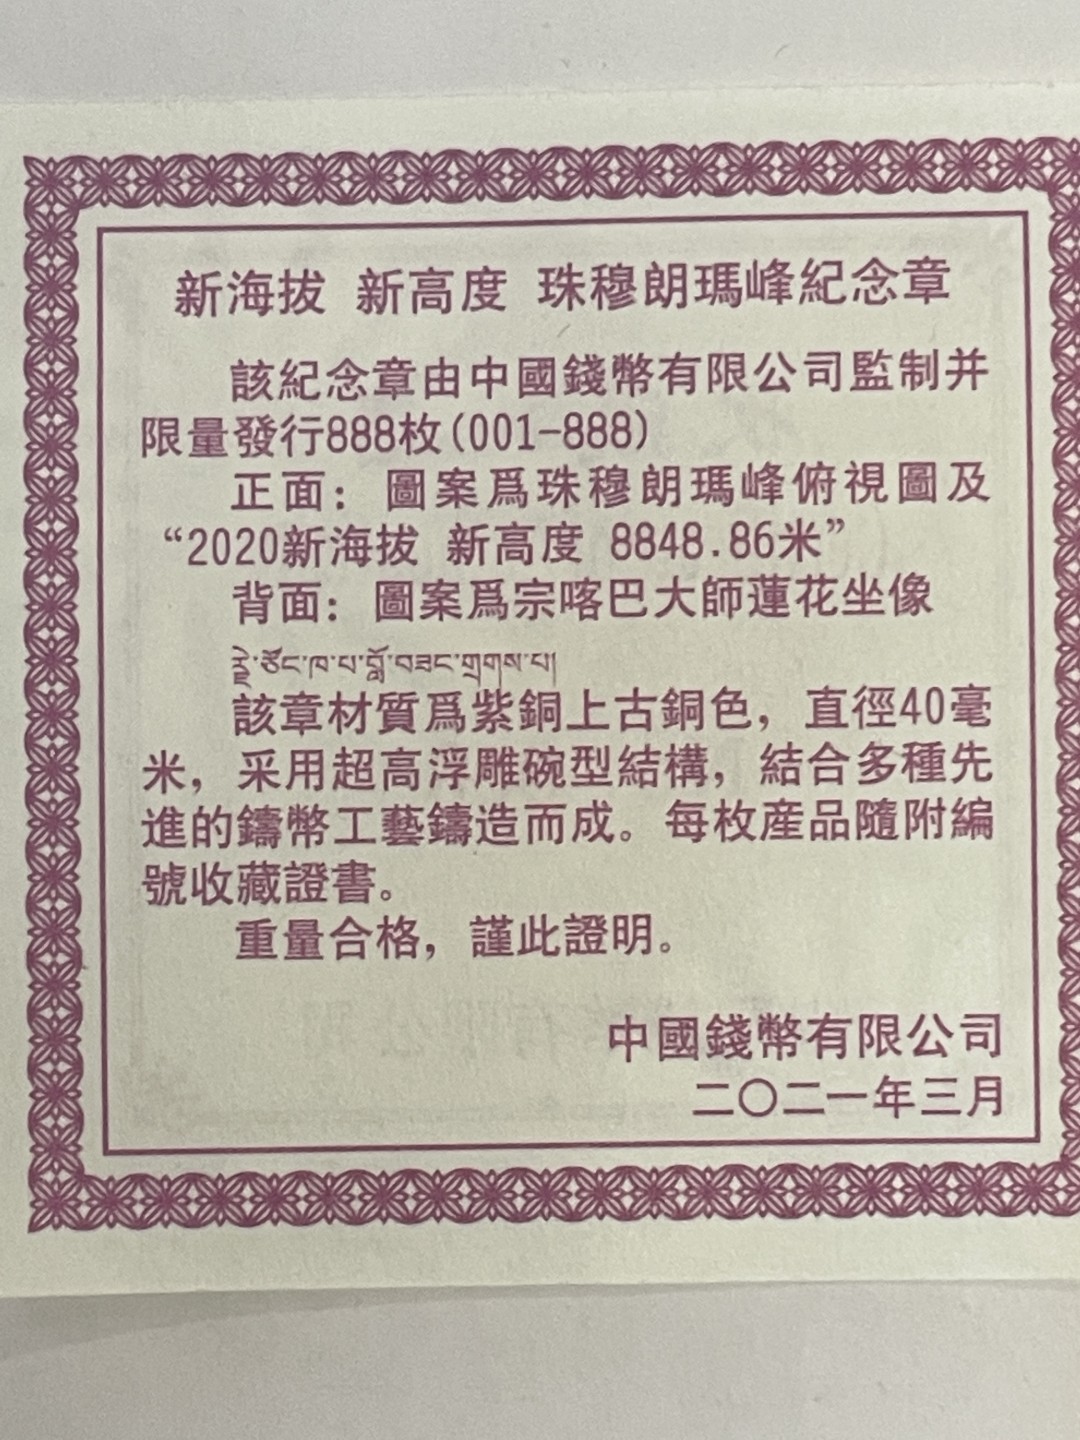 新海拔 新高度 珠穆朗瑪峰紀念章
該紀念章由中國錢幣有限公司監制并
限量發行888枚(001-888)
正面：圖案爲珠穆朗瑪峰俯視圖及
“2020新海拔 新高度 8848.86米”
背面：圖案爲宗喀巴大師蓮花坐像
རྗེ་ཙོང་ཁ་པ་བློ་བཟང་གྲགས་པ།
該章材質爲紫銅上古銅色，直徑40毫
米，采用超高浮雕碗型結構，結合多種先
進的鑄幣工藝鑄造而成。每枚産品隨附編
號收藏證書。
重量合格，謹此證明。
中國錢幣有限公司
二〇二一年三月